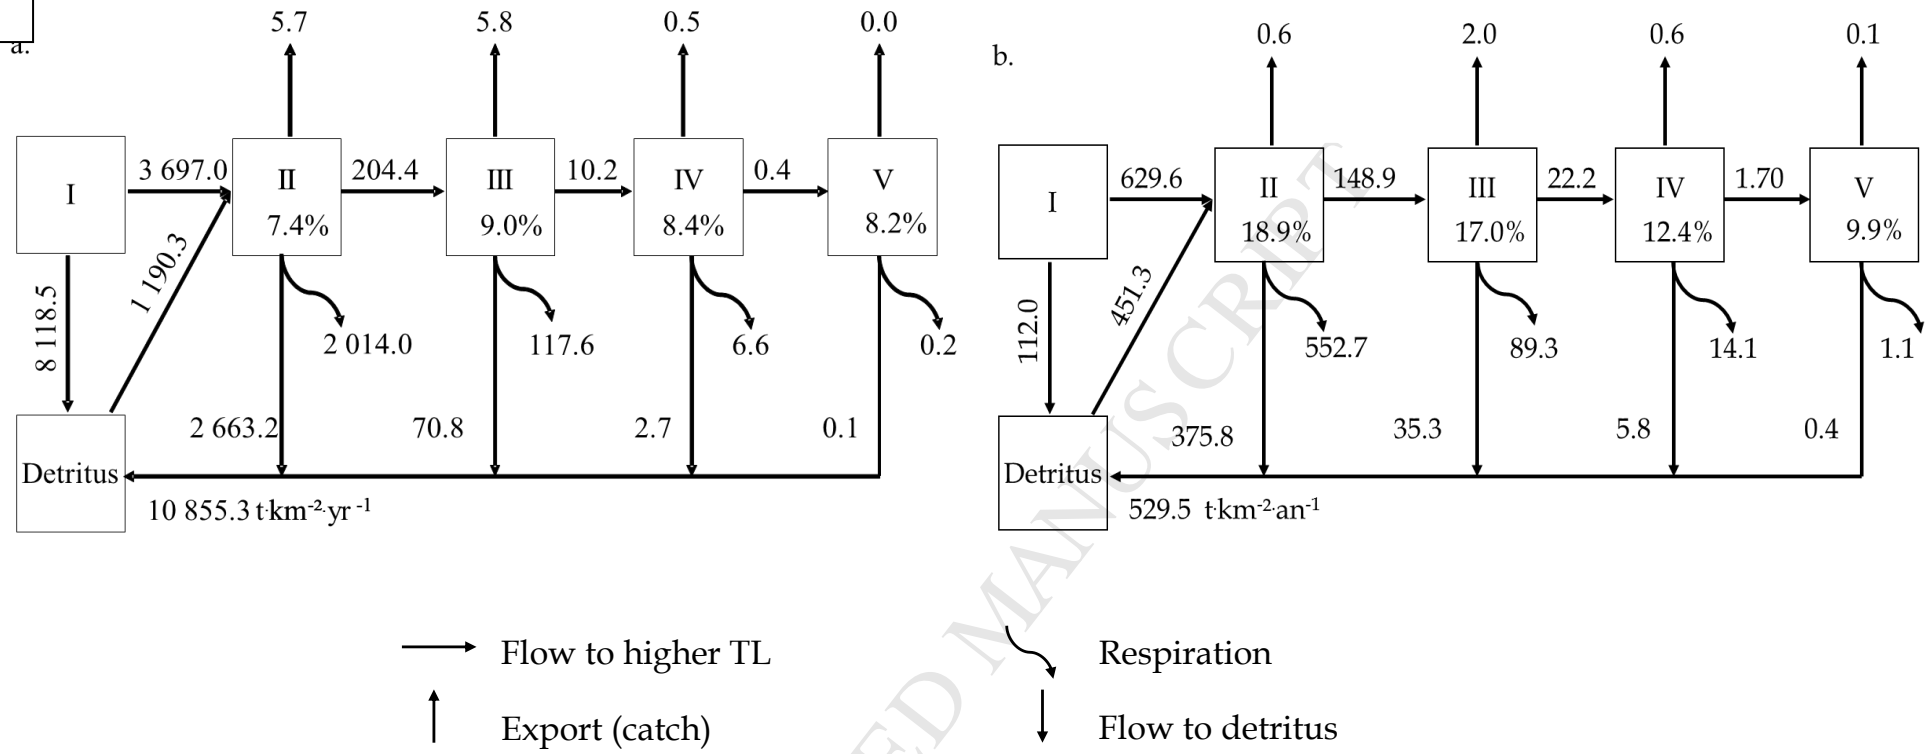 a.
5.7 5.8 0.5 0.0
I 3 697.0 II 204.4 III 10.2 IV 0.4 V
7.4% 9.0% 8.4% 8.2%
8 118.5 1 190.3
2 014.0 117.6 6.6 0.2
2 663.2 70.8 2.7 0.1
Detritus
10 855.3 t·km-2·yr -1
b.
0.6 2.0 0.6 0.1
I 629.6 II 148.9 III 22.2 IV 1.70 V
18.9% 17.0% 12.4% 9.9%
112.0 451.3
552.7 89.3 14.1 1.1
375.8 35.3 5.8 0.4
Detritus
529.5 t·km-2·an-1
Flow to higher TL
Respiration
Export (catch)
Flow to detritus
ED MANUSCRIPT